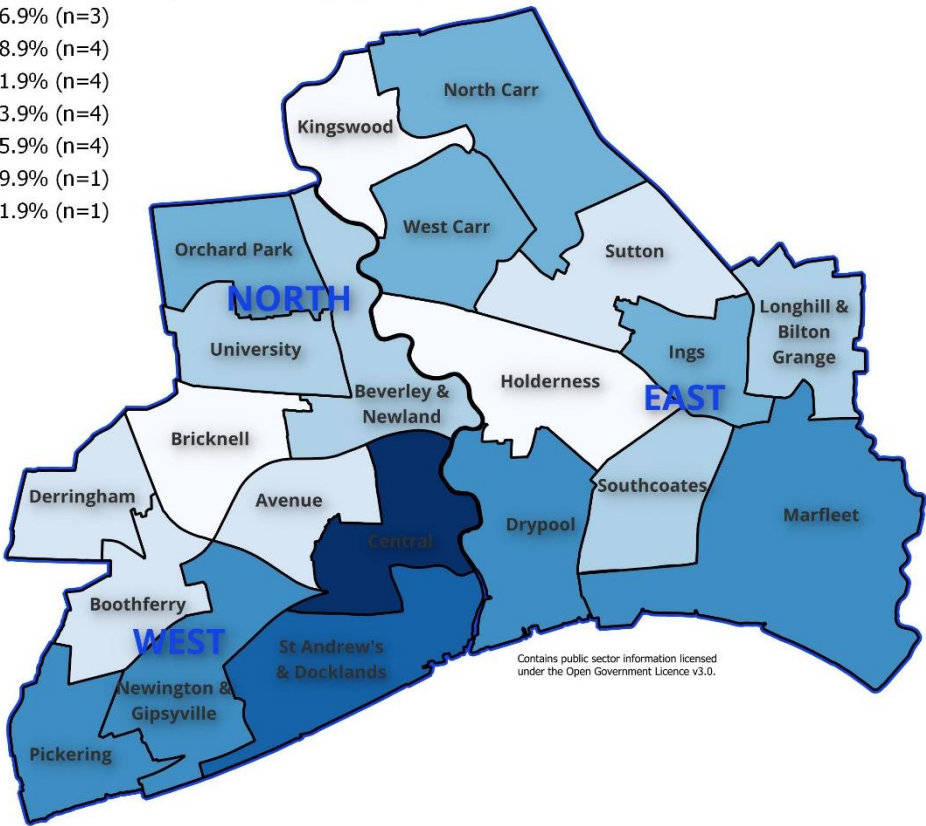 6.9% (n=3)
8.9% (n=4)
1.9% (n=4)
3.9% (n=4)
5.9% (n=4)
9.9% (n=1)
1.9% (n=1)
North Carr
Kingswood
West Carr
Orchard Park
Sutton
NORTH
Longhill &
Bilton
Grange
University
Ings
Holderness
EAST
Beverley &
Newland
Bricknell
Derringham
Avenue
Southcoates
Marfleet
Drypool
Central
Boothferry
WEST
St Andrew's
& Docklands
Newington &
Gipsyville
Pickering
Contains public sector information licensed
under the Open Government Licence v3.0.